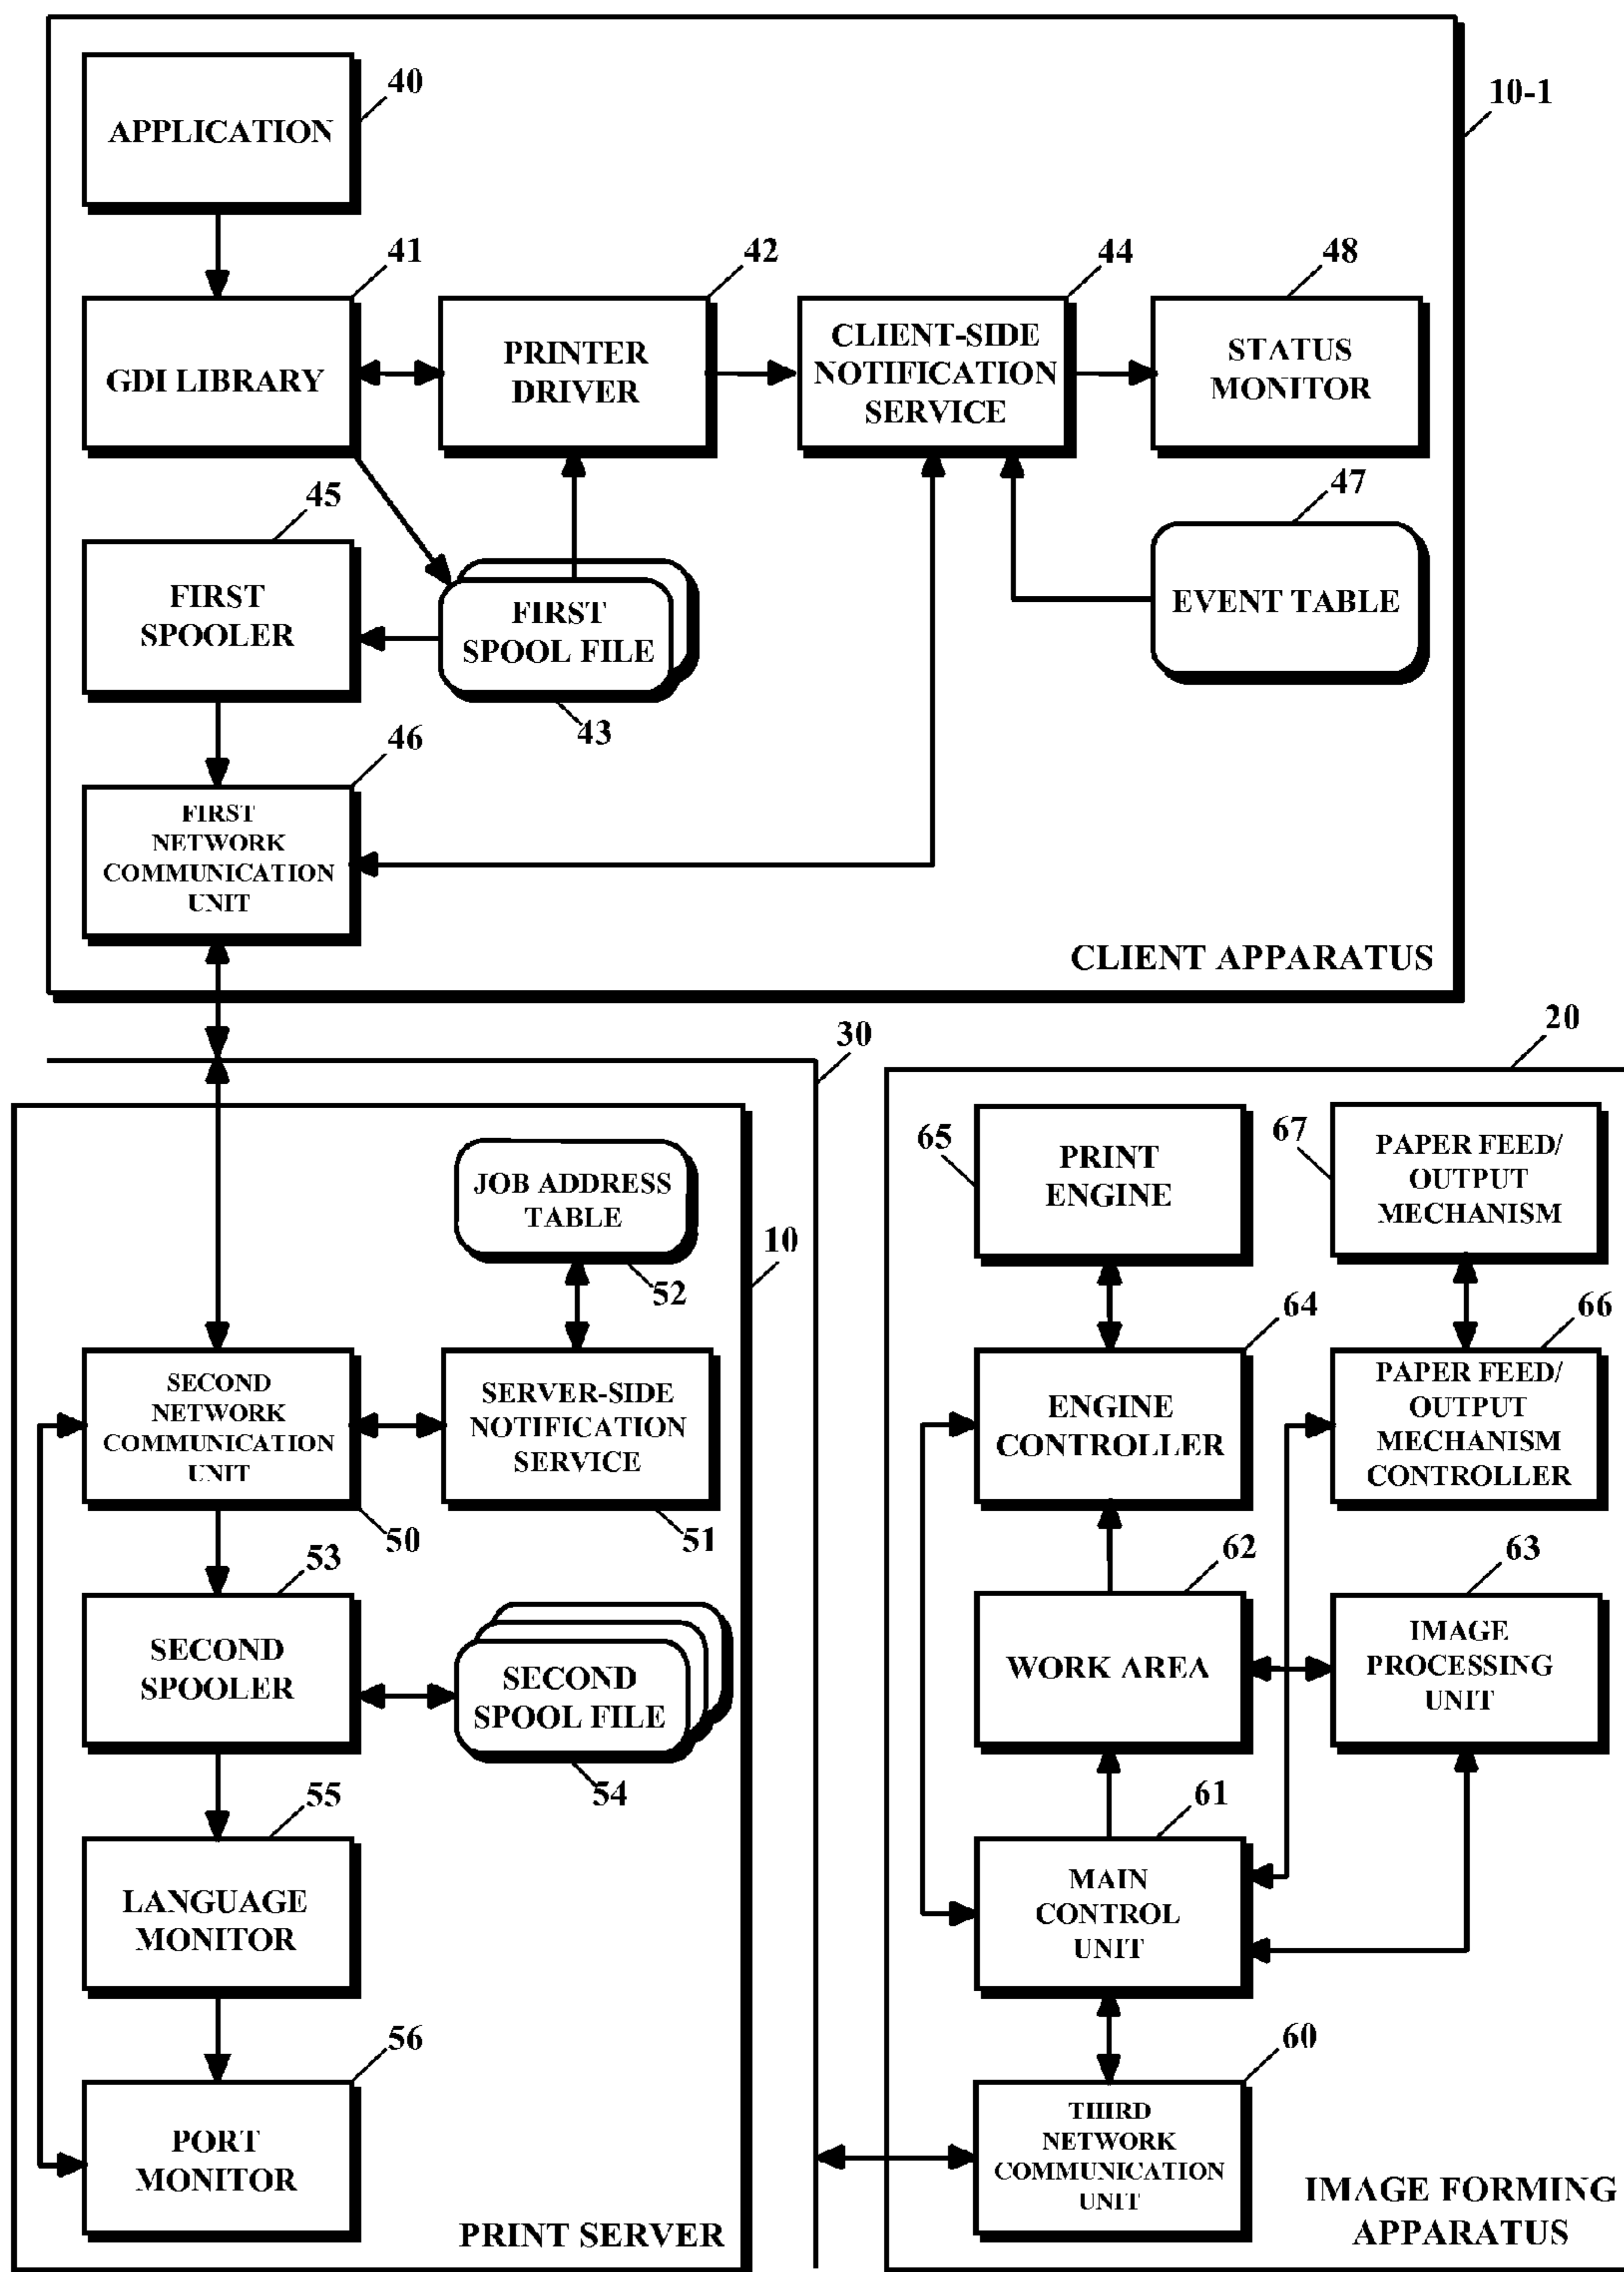 40
APPLICATION
10-1
41
GDI LIBRARY
42
PRINTER
DRIVER
44
CLIENT-SIDE
NOTIFICATION
SERVICE
48
STATUS
MONITOR
45
FIRST
SPOOLER
FIRST
SPOOL FILE
43
47
EVENT TABLE
46
FIRST
NETWORK
COMMUNICATION
UNIT
CLIENT APPARATUS
30
20
JOB ADDRESS
TABLE
52
10
SECOND
NETWORK
COMMUNICATION
UNIT
50
SERVER-SIDE
NOTIFICATION
SERVICE
51
53
SECOND
SPOOLER
SECOND
SPOOL FILE
54
55
LANGUAGE
MONITOR
56
PORT
MONITOR
PRINT SERVER
65
PRINT
ENGINE
67
PAPER FEED/
OUTPUT
MECHANISM
64
ENGINE
CONTROLLER
66
PAPER FEED/
OUTPUT
MECHANISM
CONTROLLER
62
WORK AREA
63
IMAGE
PROCESSING
UNIT
61
MAIN
CONTROL
UNIT
60
THIRD
NETWORK
COMMUNICATION
UNIT
IMAGE FORMING
APPARATUS